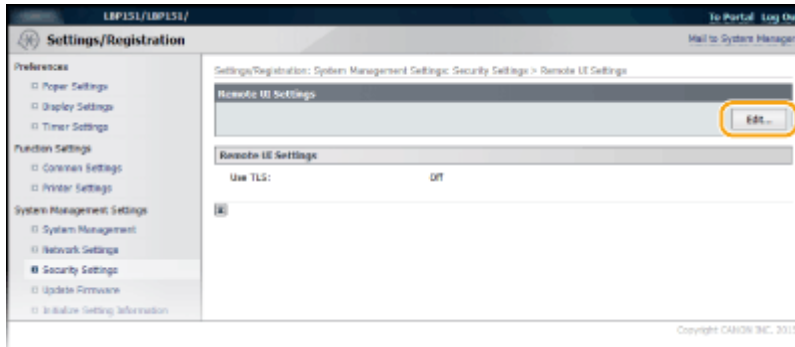 LBP151/LBP151/
To Portal Log Ou
Settings/Registration
Mail to System Manager
Preferences
Paper Settings
Display Settings
Timer Settings
Function Settings
Common Settings
Printer Settings
System Management Settings
System Management
Network Settings
Security Settings
Update Firmware
Initialize Setting Information
Settings/Registration: System Management Settings: Security Settings > Remote UI Settings
Remote UI Settings
Edit...
Remote UI Settings
Use TLS: Off
Copyright CANON INC. 201